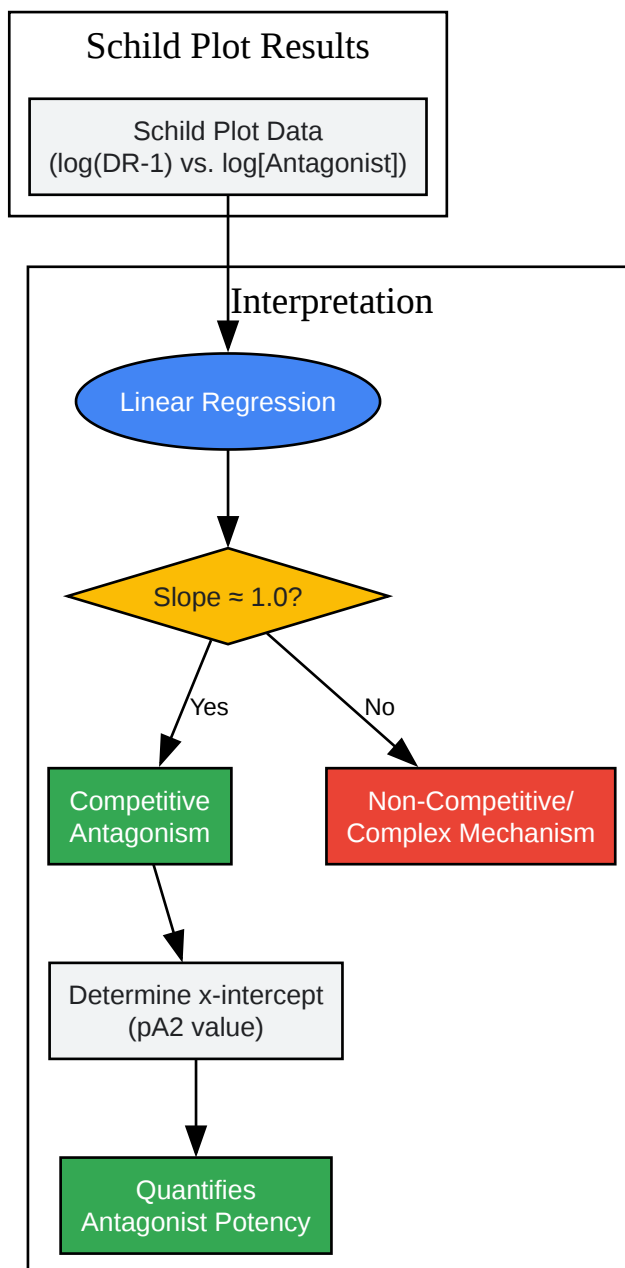 Schild Plot Results
Schild Plot Data
(log(DR-1) vs. log[Antagonist])
Interpretation
Linear Regression
Slope ≈ 1.0?
Yes
No
Competitive
Antagonism
Non-Competitive/
Complex Mechanism
Determine x-intercept
(pA2 value)
Quantifies
Antagonist Potency